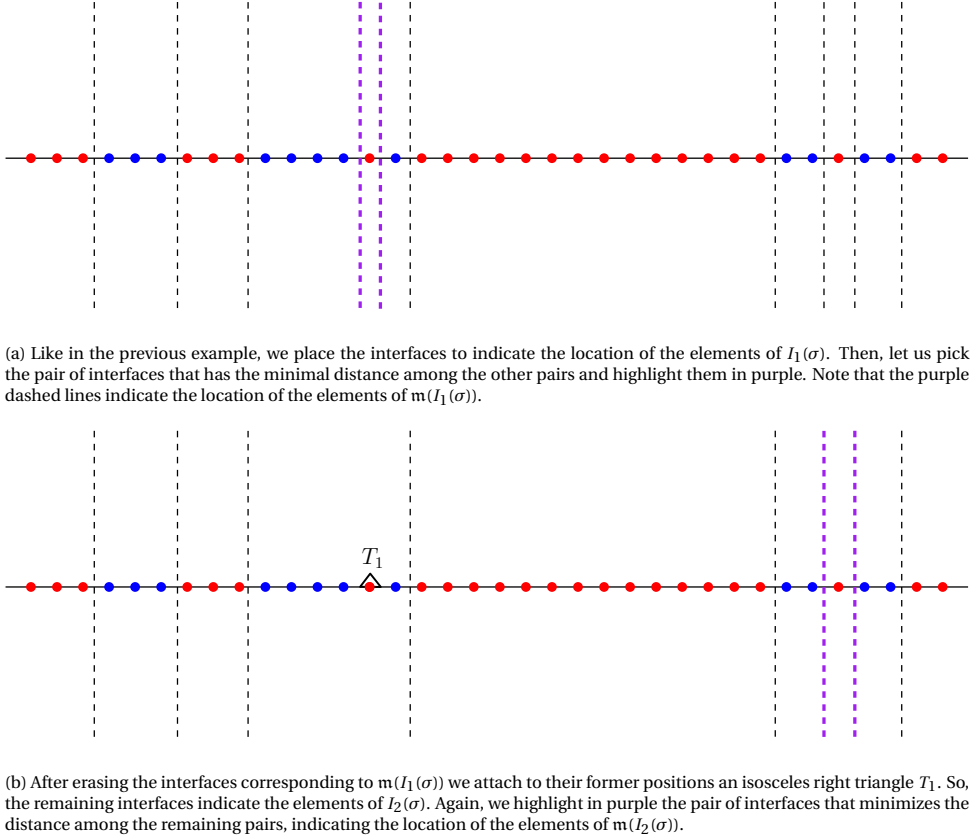 (a) Like in the previous example, we place the interfaces to indicate the location of the elements of I₁(σ). Then, let us pick
the pair of interfaces that has the minimal distance among the other pairs and highlight them in purple. Note that the purple
dashed lines indicate the location of the elements of 𝔪(I₁(σ)).
T₁
(b) After erasing the interfaces corresponding to 𝔪(I₁(σ)) we attach to their former positions an isosceles right triangle T₁. So,
the remaining interfaces indicate the elements of I₂(σ). Again, we highlight in purple the pair of interfaces that minimizes the
distance among the remaining pairs, indicating the location of the elements of 𝔪(I₂(σ)).